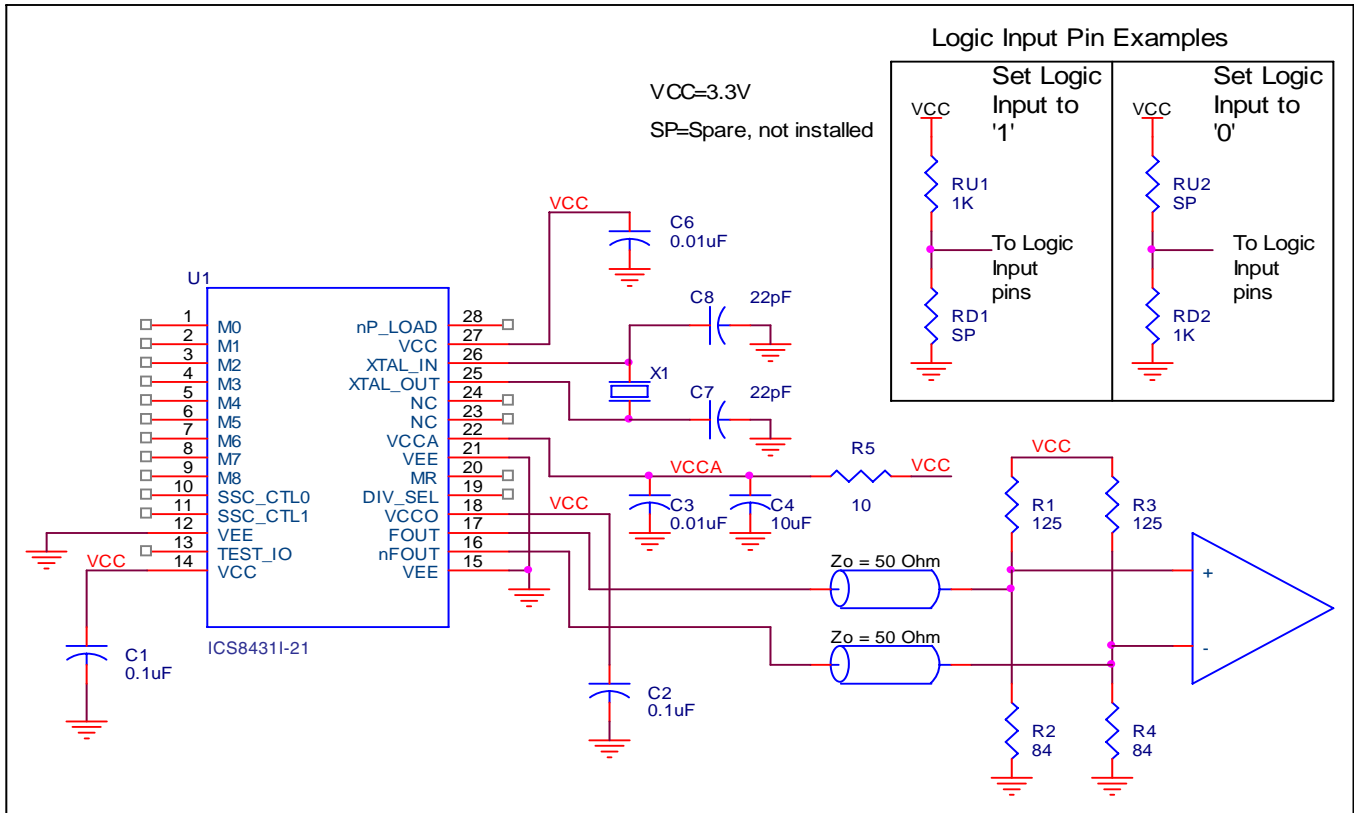 Logic Input Pin Examples
VCC=3.3V
SP=Spare, not installed
Set Logic
Input to
'1'
VCC
RU1
1K
To Logic
Input
pins
RD1
SP
Set Logic
Input to
'0'
VCC
RU2
SP
To Logic
Input
pins
RD2
1K
U1
1 M0
2 M1
3 M2
4 M3
5 M4
6 M5
7 M6
8 M7
9 M8
10 SSC_CTL0
11 SSC_CTL1
12 VEE
13 TEST_IO
14 VCC
nP_LOAD 28
VCC 27
XTAL_IN 26
XTAL_OUT 25
NC 24
NC 23
VCCA 22
VEE 21
MR 20
DIV_SEL 19
VCCO 18
FOUT 17
nFOUT 16
VEE 15
ICS8431I-21
VCC
C1
0.1uF
VCC
C6
0.01uF
C8 22pF
X1
C7 22pF
VCCA
C3
0.01uF
C4
10uF
R5
10
VCC
VCC
C2
0.1uF
Zo = 50 Ohm
Zo = 50 Ohm
VCC
R1
125
R3
125
+
-
R2
84
R4
84